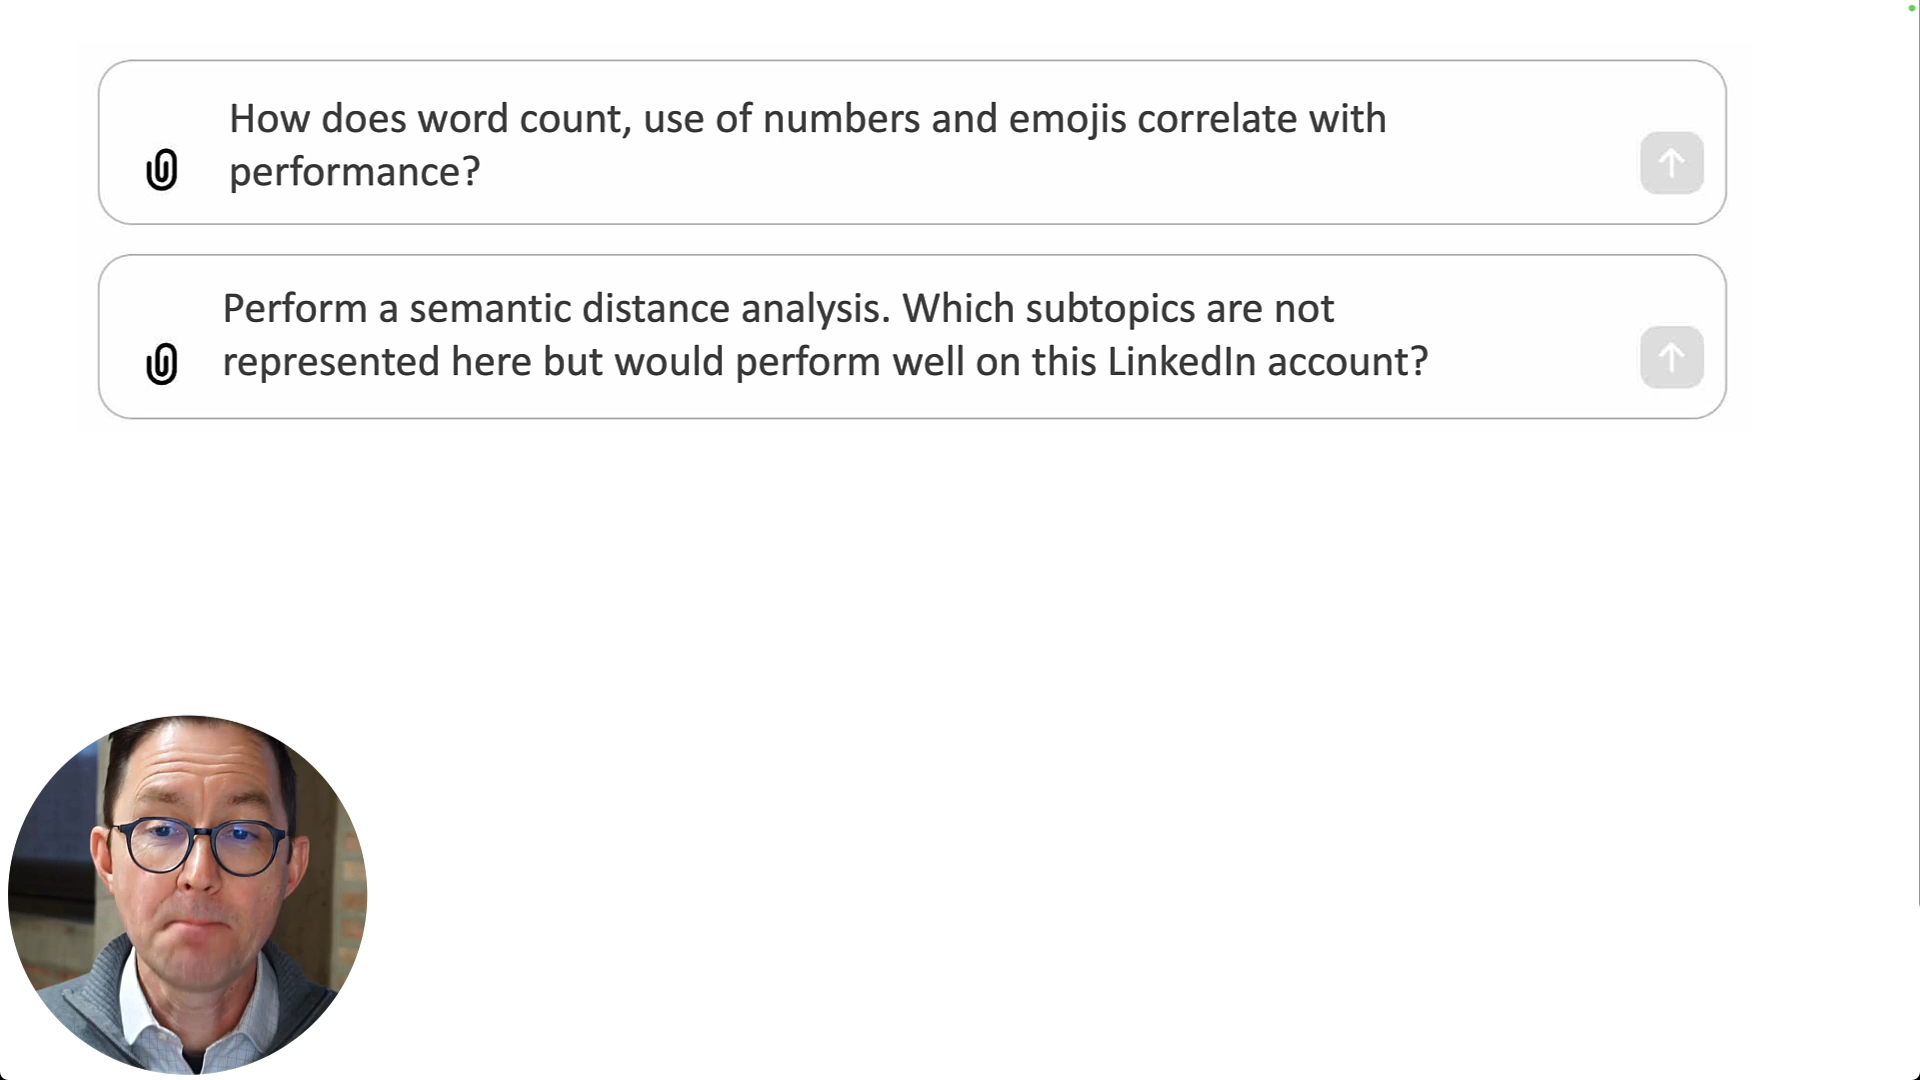 How does word count, use of numbers and emojis correlate with
performance?
Perform a semantic distance analysis. Which subtopics are not
represented here but would perform well on this LinkedIn account?